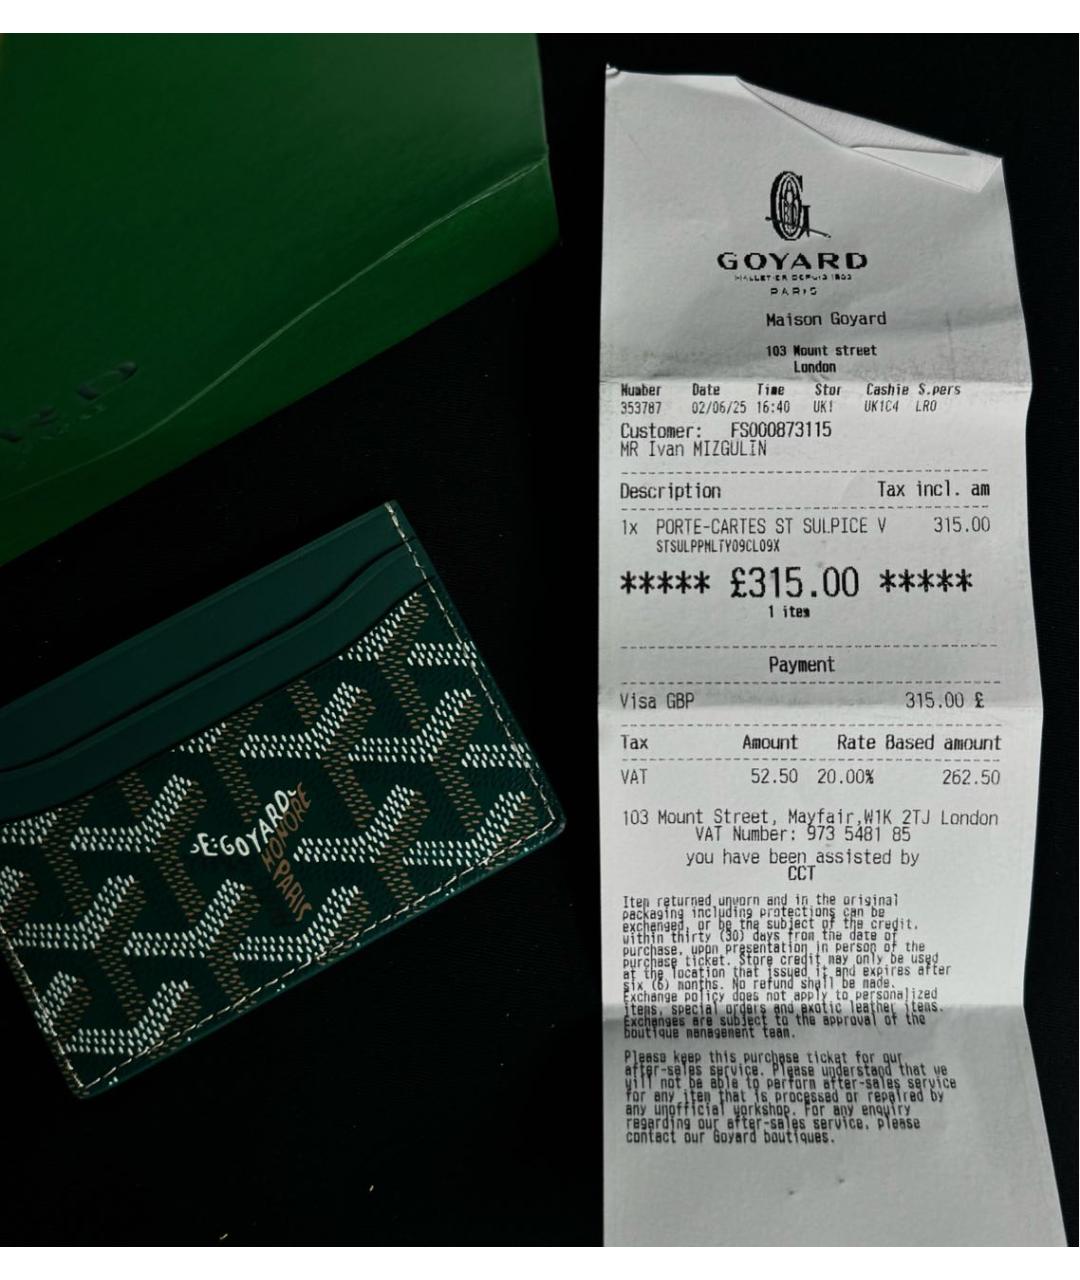 GOYARD
MALLETIER DEPUIS 1853
PARIS
Maison Goyard
103 Mount street
London
Number Date Time Stor Cashie S.pers
353787 02/06/25 16:40 UK1 UK1C4 LRO
Customer: FS000873115
MR Ivan MIZGULIN
Description Tax incl. am
1x PORTE-CARTES ST SULPICE V 315.00
STSULPPMLTY09CL09X
***** £315.00 *****
1 item
Payment
Visa GBP 315.00 £
Tax Amount Rate Based amount
VAT 52.50 20.00% 262.50
103 Mount Street, Mayfair,W1K 2TJ London
VAT Number: 973 5481 85
you have been assisted by
CCT
Item returned unworn and in the original
packaging including protections can be
exchanged, or be the subject of the credit,
within thirty (30) days from the date of
purchase, upon presentation in person of the
purchase ticket. Store credit may only be used
at the location that issued it and expires after
six (6) months. No refund shall be made.
Exchange policy does not apply to personalized
items, special orders and exotic leather items.
Exchanges are subject to the approval of the
boutique management team.
Please keep this purchase ticket for our
after-sales service. Please understand that we
will not be able to perform after-sales service
for any item that is processed or repaired by
any unofficial workshop. For any enquiry
regarding our after-sales service, please
contact our Goyard boutiques.
E.GOYARD
HONORE
PARIS